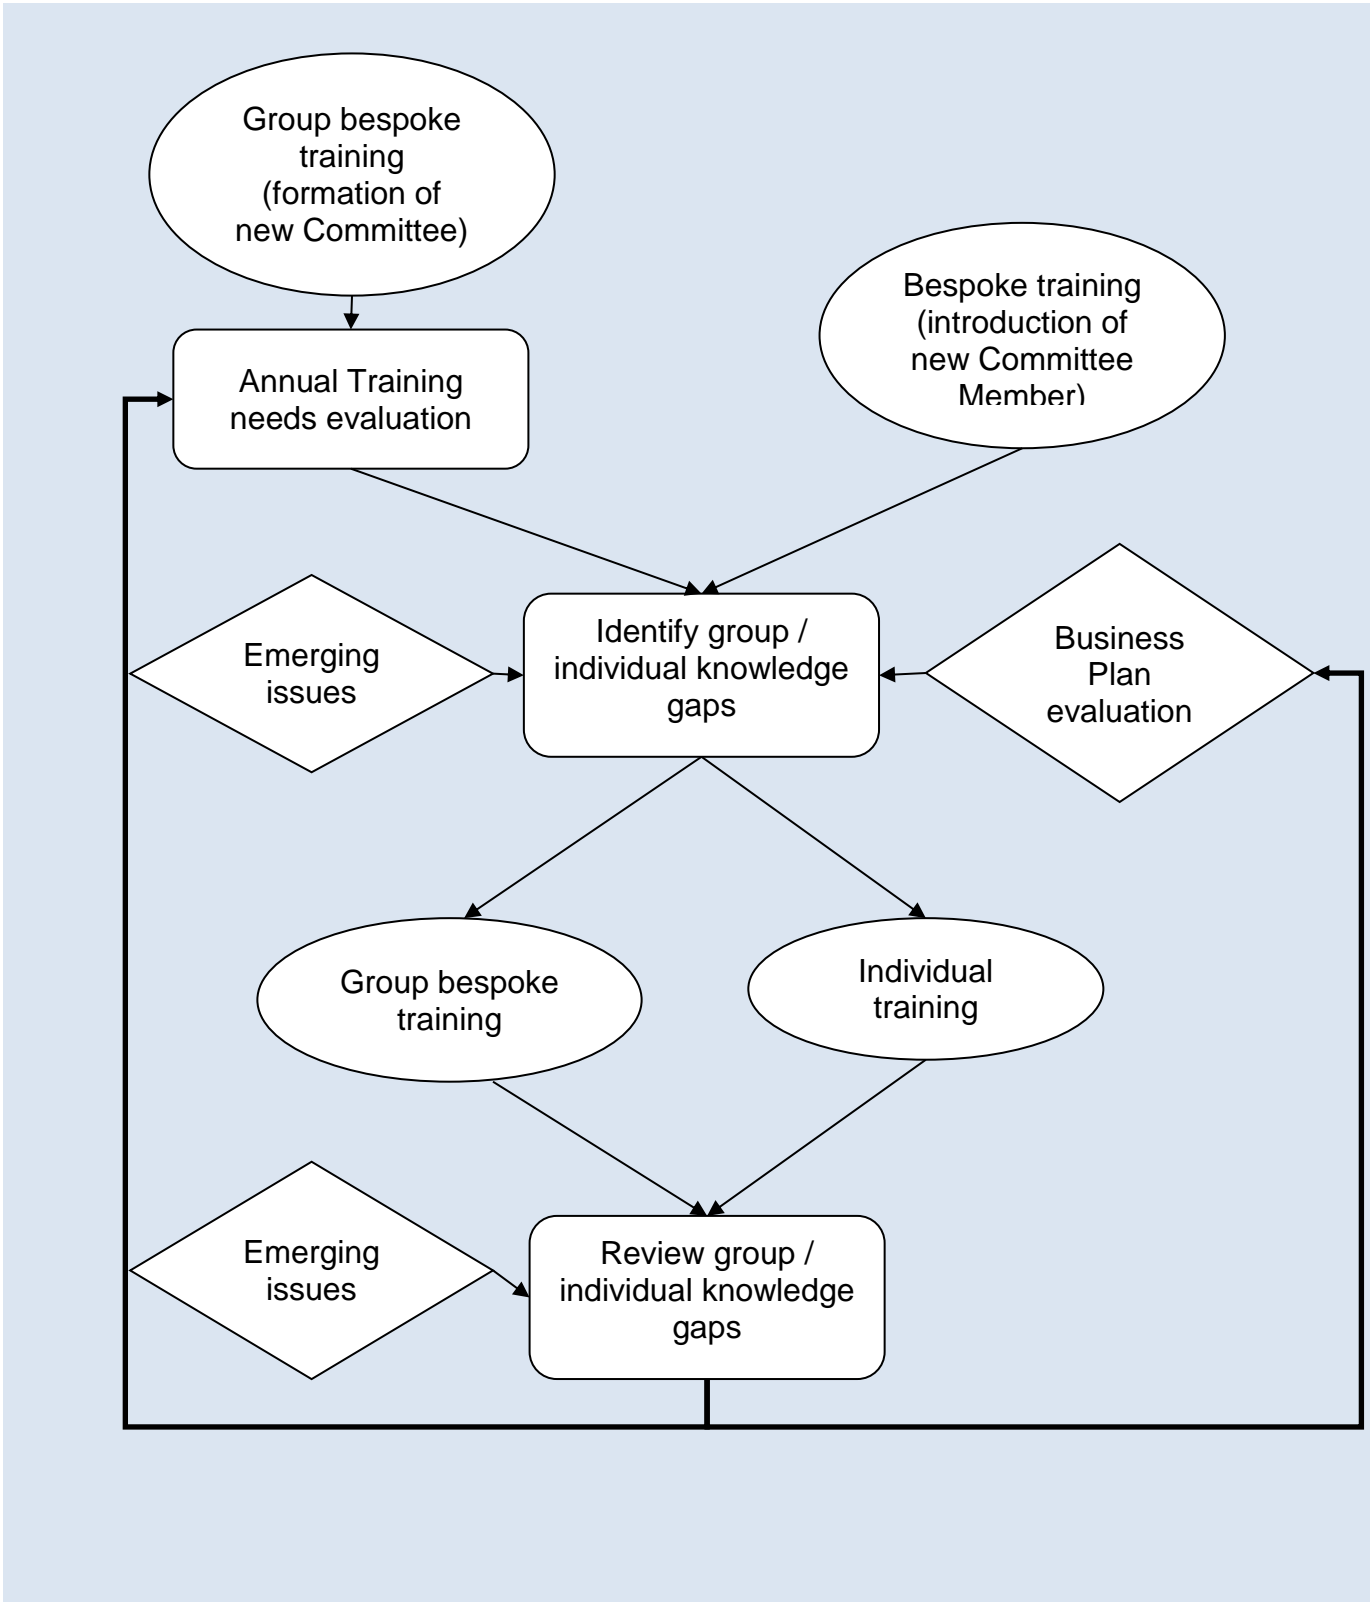 Group bespoke
training
(formation of
new Committee)
Bespoke training
(introduction of
new Committee
Member)
Annual Training
needs evaluation
Emerging
issues
Identify group /
individual knowledge
gaps
Business
Plan
evaluation
Group bespoke
training
Individual
training
Emerging
issues
Review group /
individual knowledge
gaps